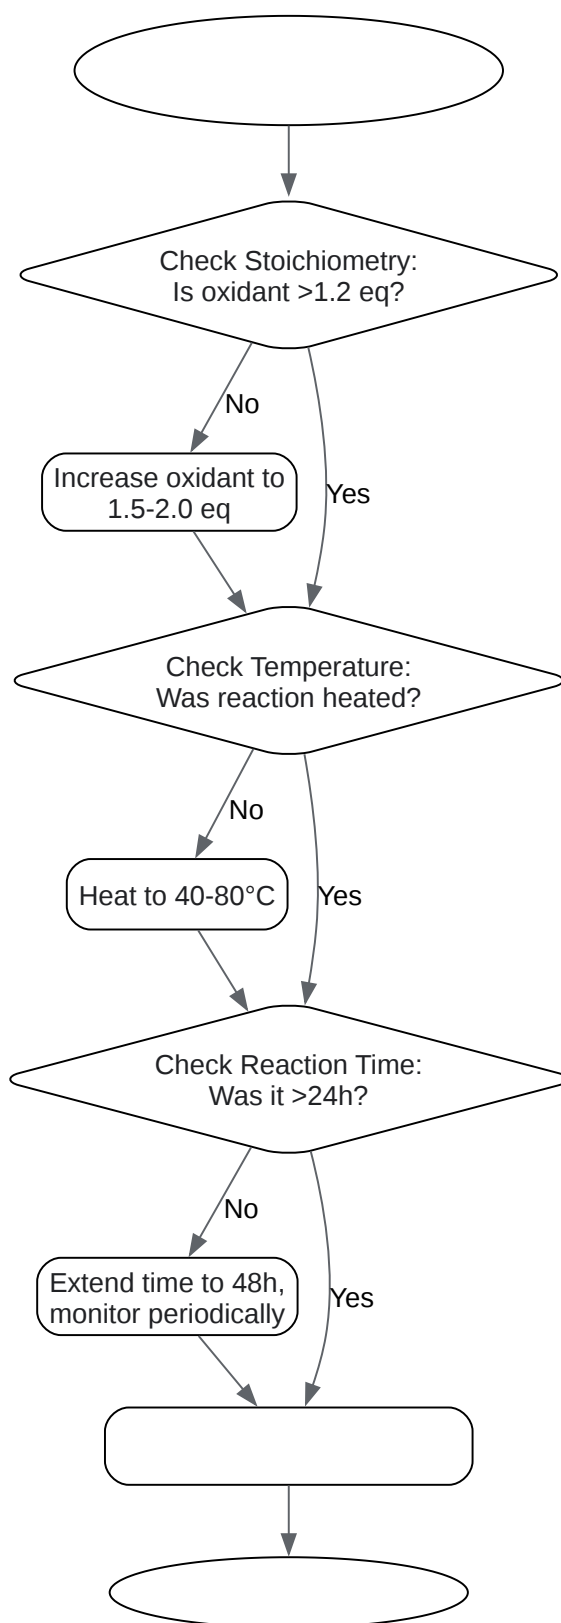 Check Stoichiometry:
Is oxidant >1.2 eq?
No
Increase oxidant to
1.5-2.0 eq
Yes
Check Temperature:
Was reaction heated?
No
Heat to 40-80°C
Yes
Check Reaction Time:
Was it >24h?
No
Extend time to 48h,
monitor periodically
Yes